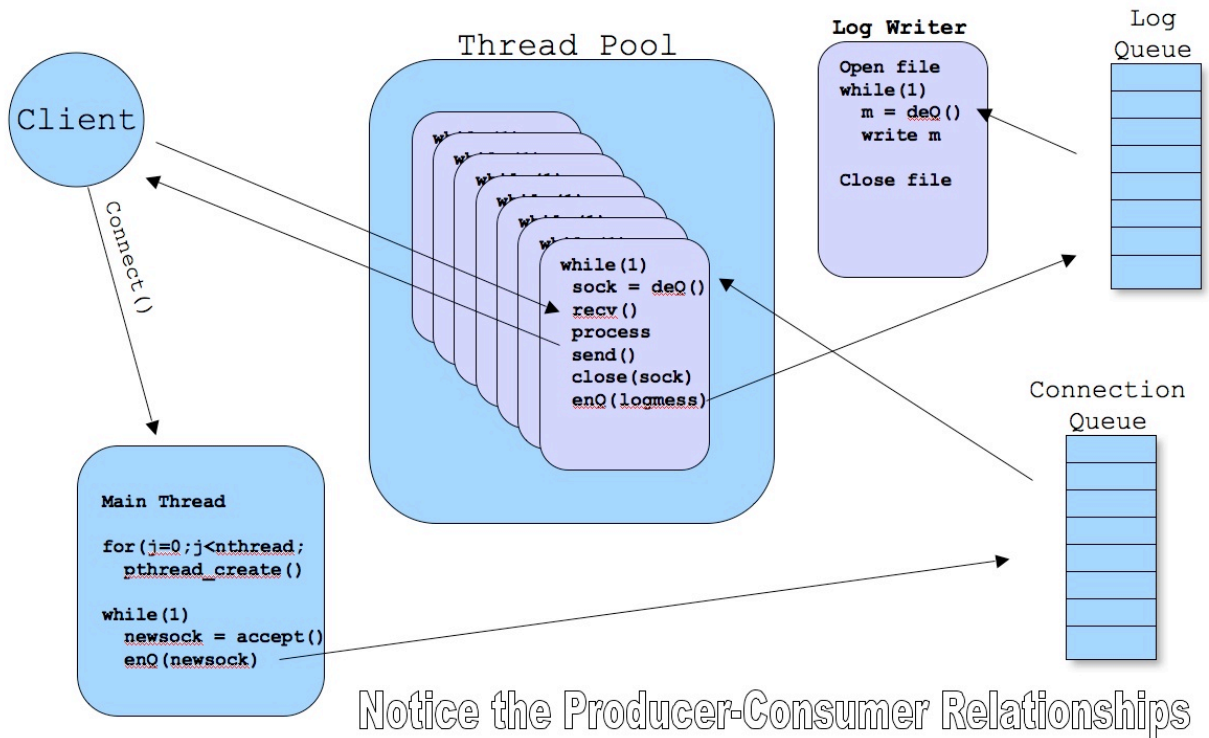 Client
Connect()
Main Thread
for(j=0;j<nthread;
pthread_create()
while(1)
newsock = accept()
enQ(newsock)
Thread Pool
while(1)
sock = deQ()
recv()
process
send()
close(sock)
enQ(logmess)
Log Writer
Open file
while(1)
m = deQ()
write m
Close file
Log
Queue
Connection
Queue
Notice the Producer-Consumer Relationships